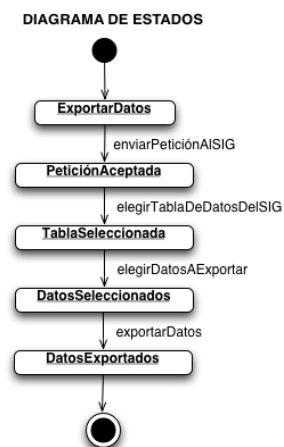 DIAGRAMA DE ESTADOS
ExportarDatos
enviarPeticiónAlSIG
PeticiónAceptada
elegirTablaDeDatosDelSIG
TablaSeleccionada
elegirDatosAExportar
DatosSeleccionados
exportarDatos
DatosExportados